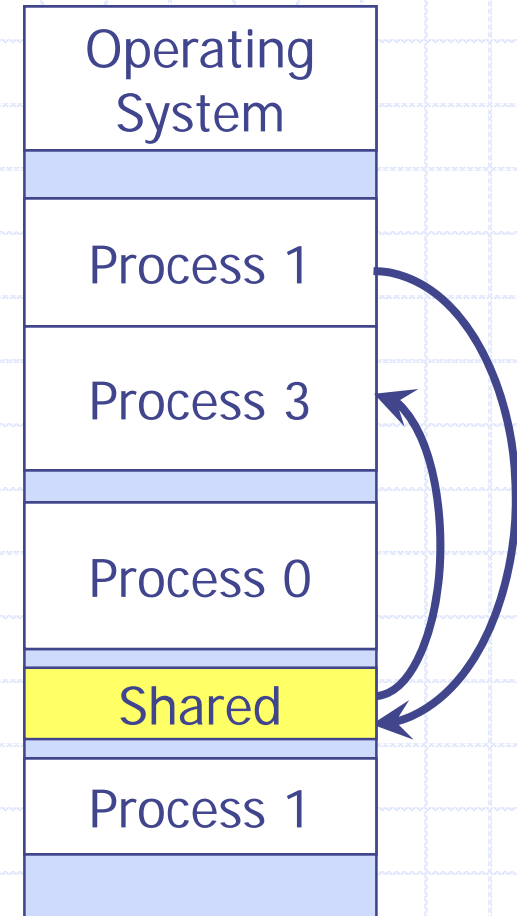 Operating
System
Process 1
Process 3
Process 0
Shared
Process 1